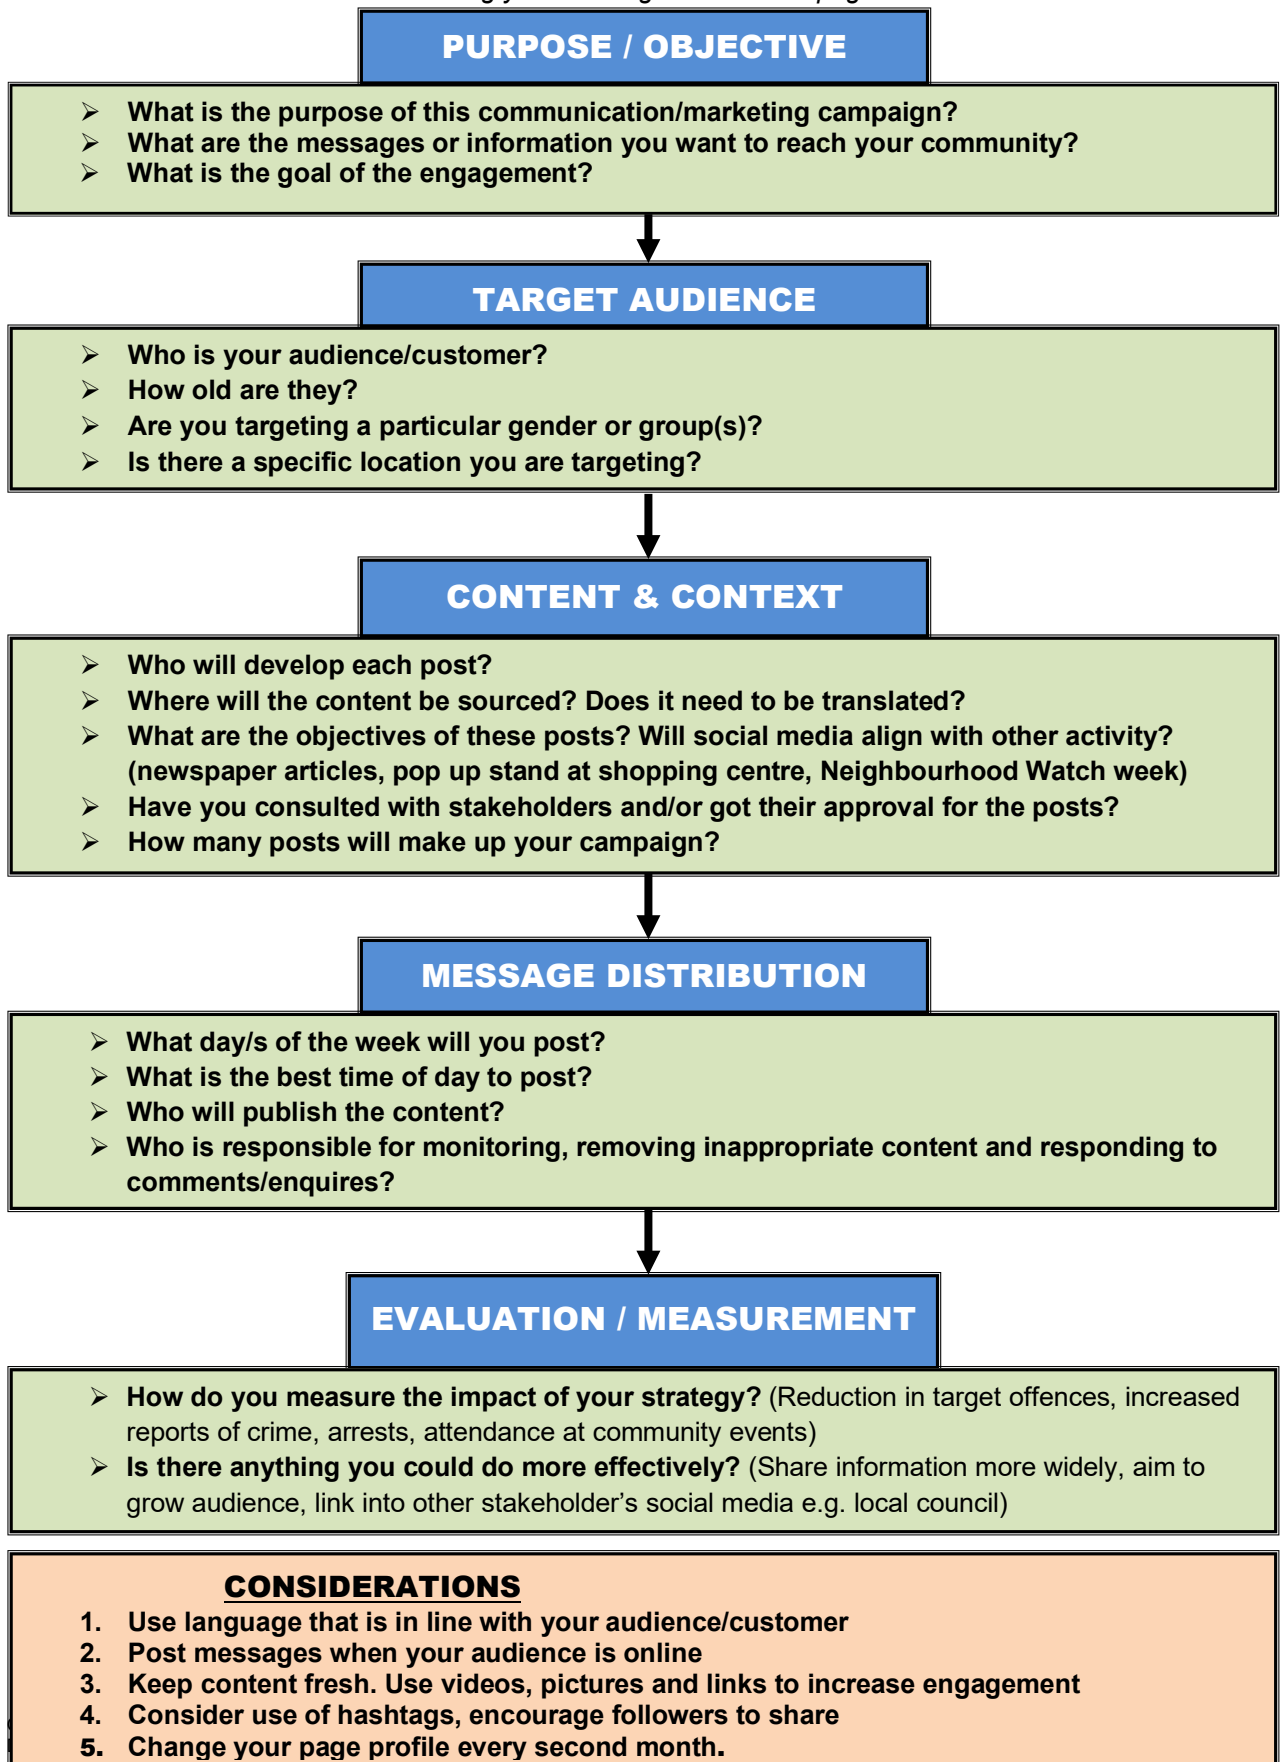 PURPOSE / OBJECTIVE
➢ What is the purpose of this communication/marketing campaign?
➢ What are the messages or information you want to reach your community?
➢ What is the goal of the engagement?
TARGET AUDIENCE
➢ Who is your audience/customer?
➢ How old are they?
➢ Are you targeting a particular gender or group(s)?
➢ Is there a specific location you are targeting?
CONTENT & CONTEXT
➢ Who will develop each post?
➢ Where will the content be sourced? Does it need to be translated?
➢ What are the objectives of these posts? Will social media align with other activity?
(newspaper articles, pop up stand at shopping centre, Neighbourhood Watch week)
➢ Have you consulted with stakeholders and/or got their approval for the posts?
➢ How many posts will make up your campaign?
MESSAGE DISTRIBUTION
➢ What day/s of the week will you post?
➢ What is the best time of day to post?
➢ Who will publish the content?
➢ Who is responsible for monitoring, removing inappropriate content and responding to
comments/enquires?
EVALUATION / MEASUREMENT
➢ How do you measure the impact of your strategy? (Reduction in target offences, increased
reports of crime, arrests, attendance at community events)
➢ Is there anything you could do more effectively? (Share information more widely, aim to
grow audience, link into other stakeholder’s social media e.g. local council)
CONSIDERATIONS
1. Use language that is in line with your audience/customer
2. Post messages when your audience is online
3. Keep content fresh. Use videos, pictures and links to increase engagement
4. Consider use of hashtags, encourage followers to share
5. Change your page profile every second month.